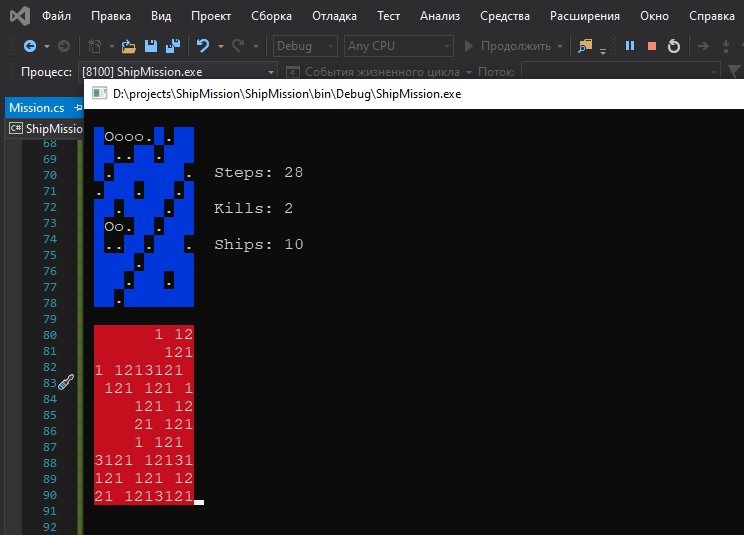 Файл Правка Вид Проект Сборка Отладка Тест Анализ Средства Расширения Окно Справка
Debug Any CPU Продолжить
Процесс: [8100] ShipMission.exe События жизненного цикла Поток:
Mission.cs
D:\projects\ShipMission\ShipMission\bin\Debug\ShipMission.exe
C# ShipMissio
68
69
70
71
72
73
74
75
76
77
78
79
80
81
82
83
84
85
86
87
88
89
90
91
92
Oooo. .
.. .
. .
. . .
. .
Oo. .
.. . .
.
. .
.
Steps: 28
Kills: 2
Ships: 10
1 12
121
1 1213121
121 121 1
121 12
21 121
1 121
3121 12131
121 121 12
21 1213121